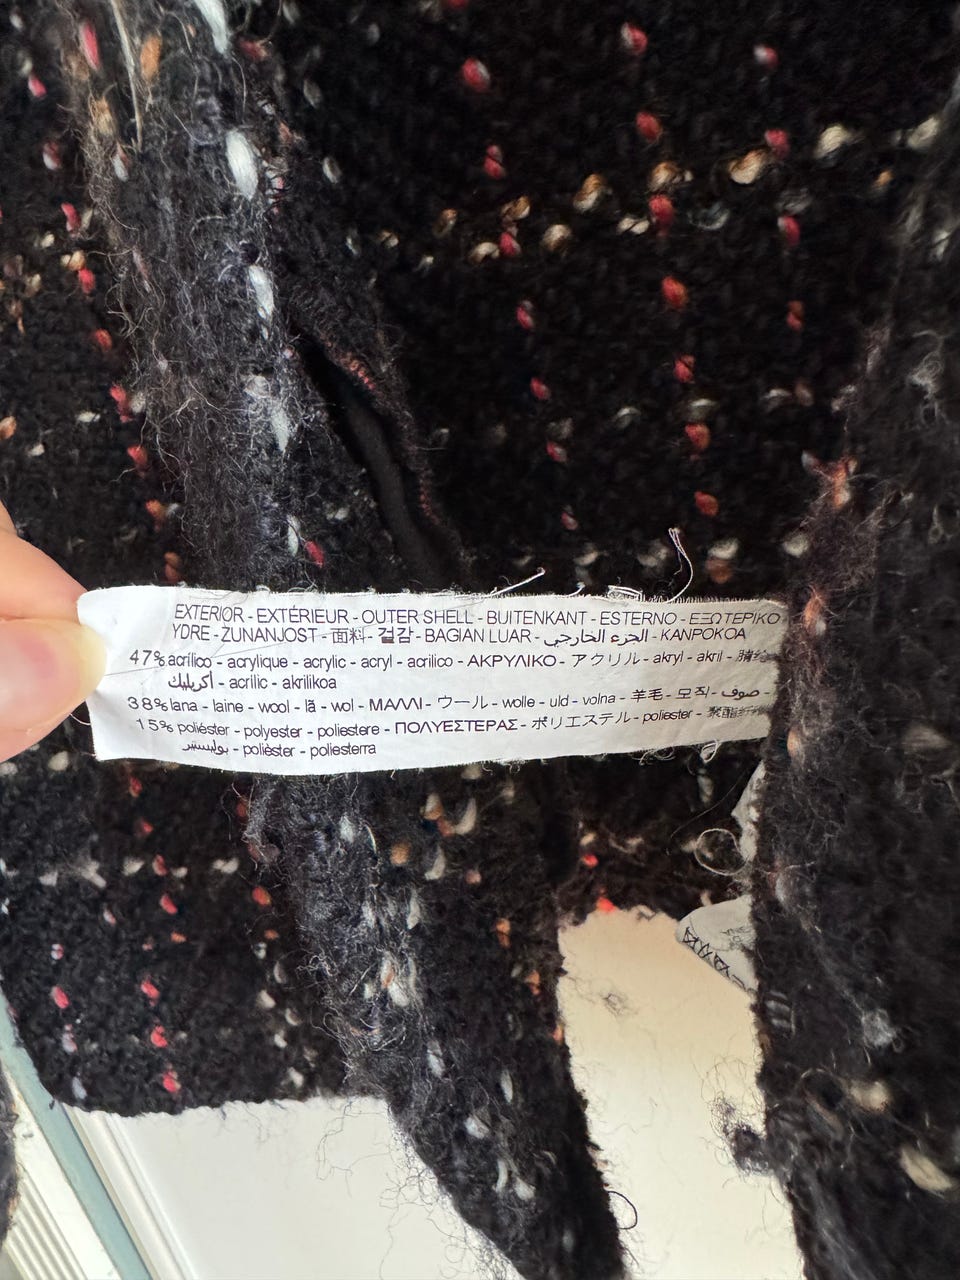 EXTERIOR - EXTÉRIEUR - OUTER SHELL - BUITENKANT - ESTERNO - ΕΞΩΤΕΡΙΚΟ
YDRE - ZUNANJOST - 面料 - 겉감 - BAGIAN LUAR - الجزء الخارجي - KANPOKOA
47% acrílico - acrylique - acrylic - acryl - acrilico - ΑΚΡΥΛΙΚΟ - アクリル - akryl - akril -
أكريليك - acrílic - akrilikoa
38% lana - laine - wool - lã - wol - ΜΑΛΛΙ - ウール - wolle - uld - volna - 羊毛 - 모직 - صوف -
15% poliéster - polyester - poliestere - ΠΟΛΥΕΣΤΕΡΑΣ - ポリエステル - poliester -
بوليستير - polièster - poliesterra